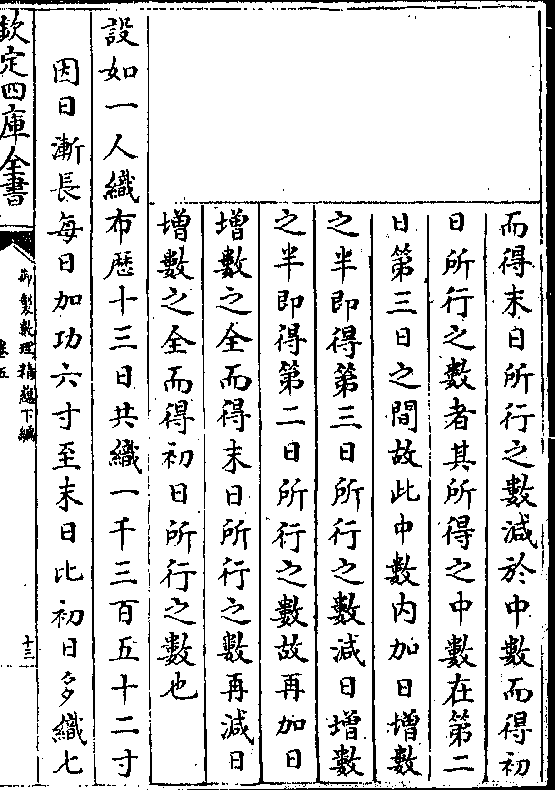 而得末日所行之數減於中數而得初
日所行之數者其所得之中數在第二
日第三日之間故此中數内加日増數
之半即得第三日所行之數減日増數
之半即得第二日所行之數故再加日
増數之全而得末日所行之數再減日
増數之全而得初日所行之數也
設如一人織布歴十三日共織一千三百五十二寸
因日漸長每日加功六寸至末日比初日多織七
欽定四庫全書
御製數理精藴下編
卷五
十三